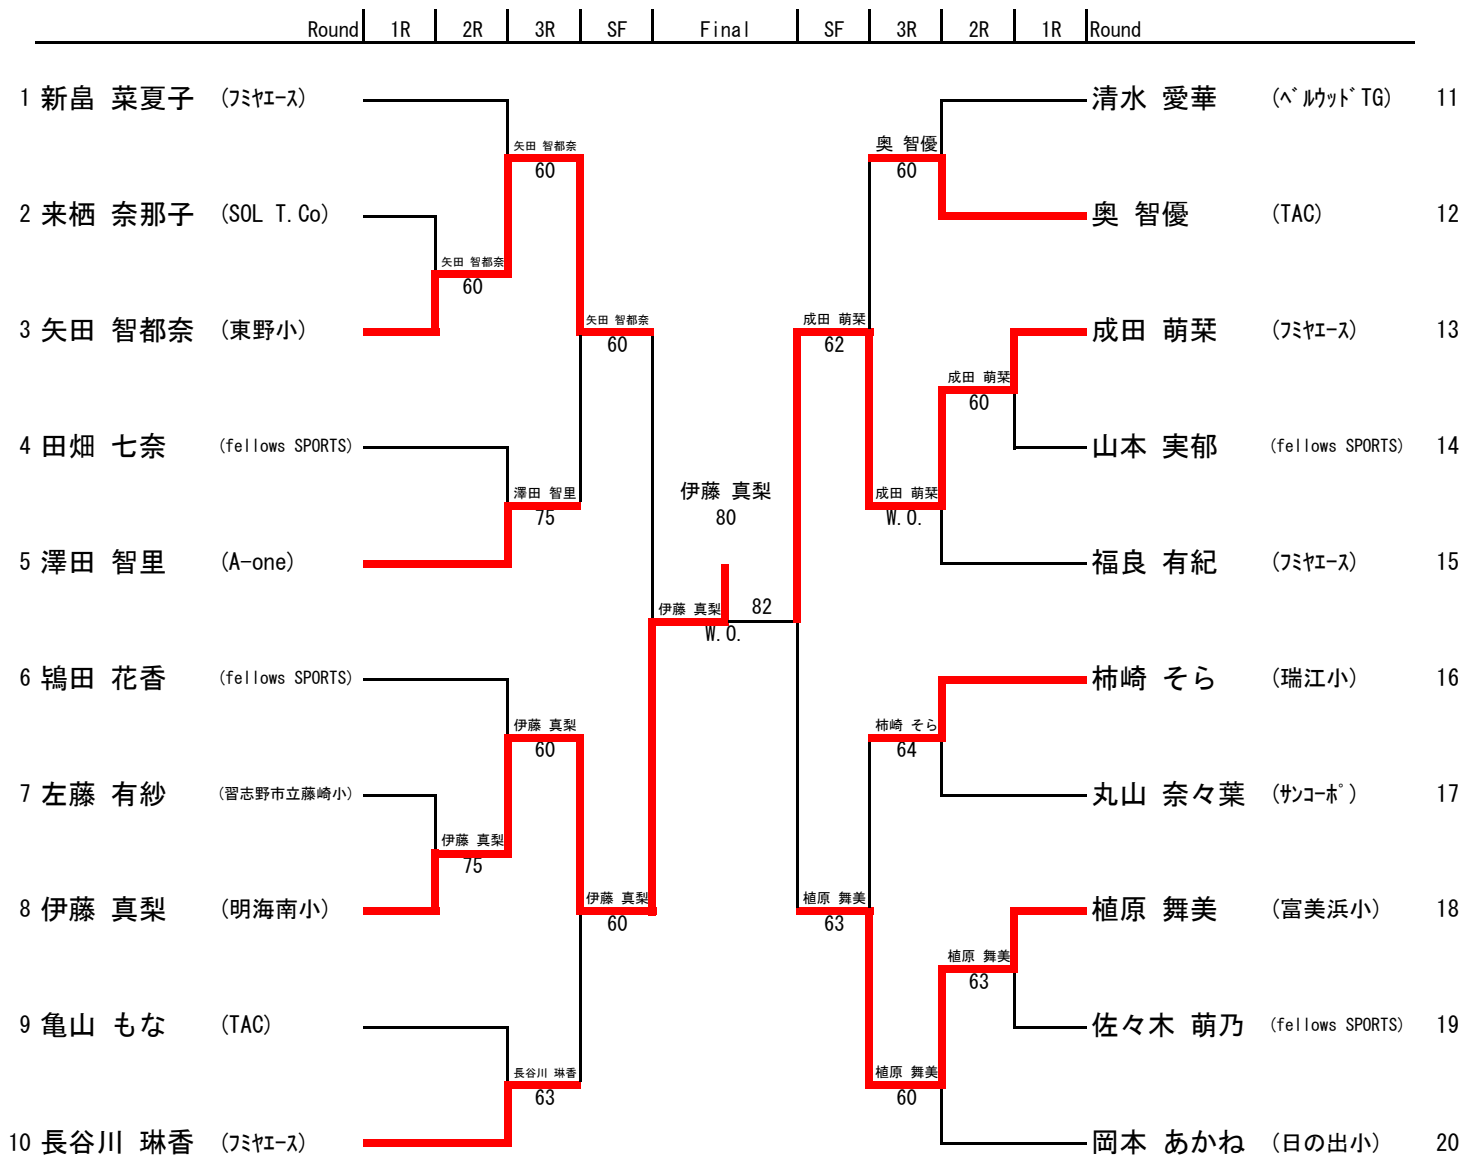 Round 1R 2R 3R SF Final SF 3R 2R 1R Round
1 新畠 菜夏子 (ﾌﾐﾔｴｰｽ) 清水 愛華 (ﾍﾞﾙｳｯﾄﾞTG) 11
矢田 智都奈 奥 智優
60 60
2 来栖 奈那子 (SOL T.Co) 奥 智優 (TAC) 12
矢田 智都奈
60
3 矢田 智都奈 (東野小) 矢田 智都奈 成田 萌栞 成田 萌栞 (ﾌﾐﾔｴｰｽ) 13
60 62
成田 萌栞
60
4 田畑 七奈 (fellows SPORTS) 山本 実郁 (fellows SPORTS) 14
澤田 智里 伊藤 真梨 成田 萌栞
75 80 W.O.
5 澤田 智里 (A-one) 福良 有紀 (ﾌﾐﾔｴｰｽ) 15
伊藤 真梨 82
W.O.
6 鴇田 花香 (fellows SPORTS) 柿崎 そら (瑞江小) 16
伊藤 真梨 柿崎 そら
60 64
7 左藤 有紗 (習志野市立藤崎小) 丸山 奈々葉 (ｻﾝｺｰﾎﾟ) 17
伊藤 真梨
75
8 伊藤 真梨 (明海南小) 伊藤 真梨 植原 舞美 植原 舞美 (富美浜小) 18
60 63
植原 舞美
63
9 亀山 もな (TAC) 佐々木 萌乃 (fellows SPORTS) 19
長谷川 琳香 植原 舞美
63 60
10 長谷川 琳香 (ﾌﾐﾔｴｰｽ) 岡本 あかね (日の出小) 20